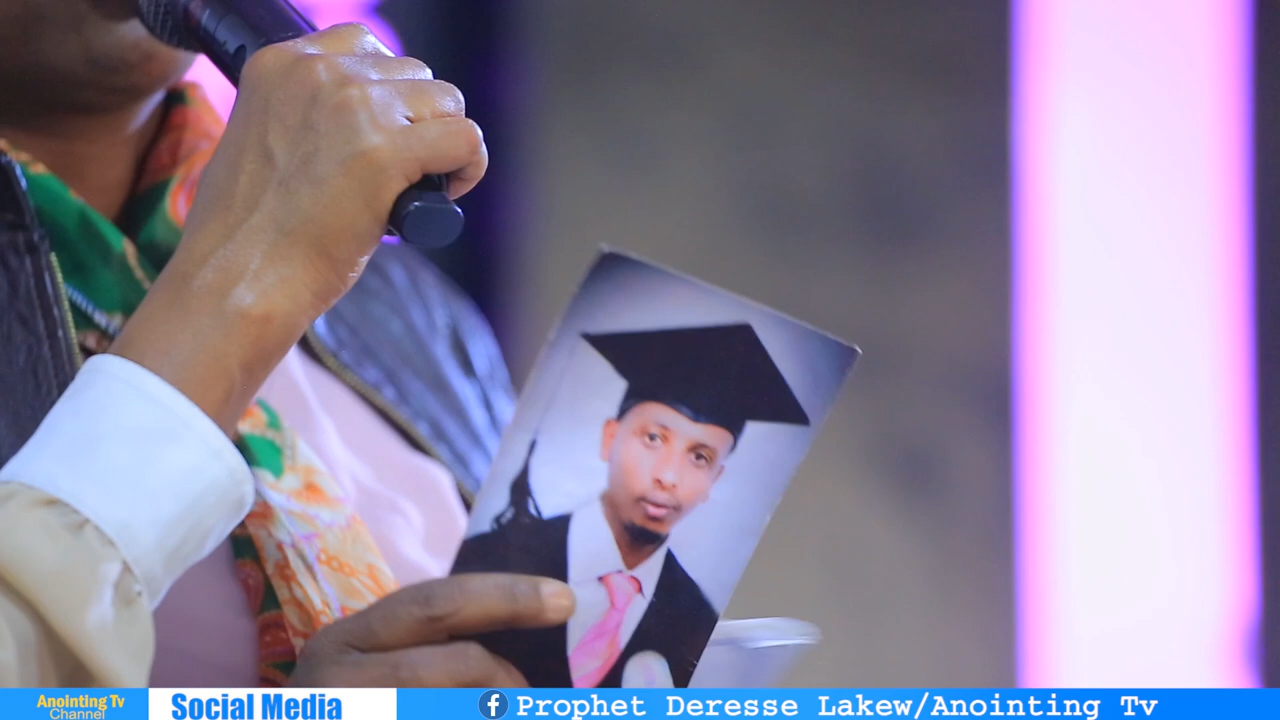 Anointing Tv
Channel
Social Media
Prophet Deresse Lakew/Anointing Tv